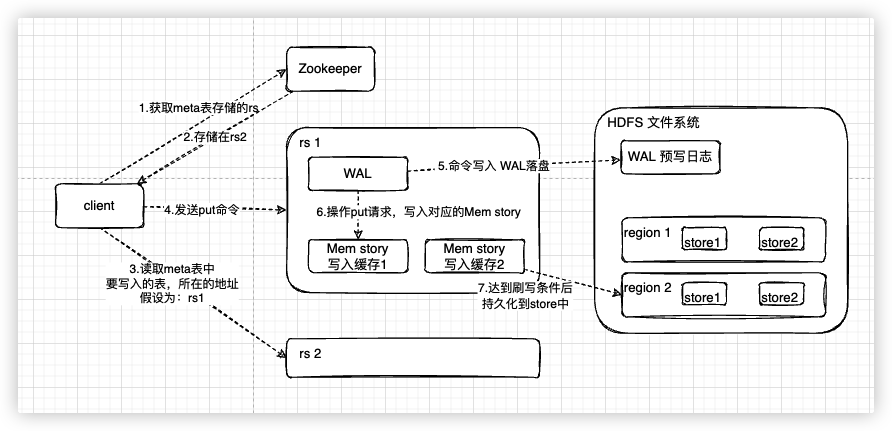 Zookeeper
1.获取meta表存储的rs
2.存储在rs2
client
4.发送put命令
3.读取meta表中
要写入的表，所在的地址
假设为：rs1
rs 1
WAL
5.命令写入 WAL落盘
6.操作put请求，写入对应的Mem story
Mem story
写入缓存1
Mem story
写入缓存2
7.达到刷写条件后
持久化到store中
rs 2
HDFS 文件系统
WAL 预写日志
region 1
store1
store2
region 2
store1
store2